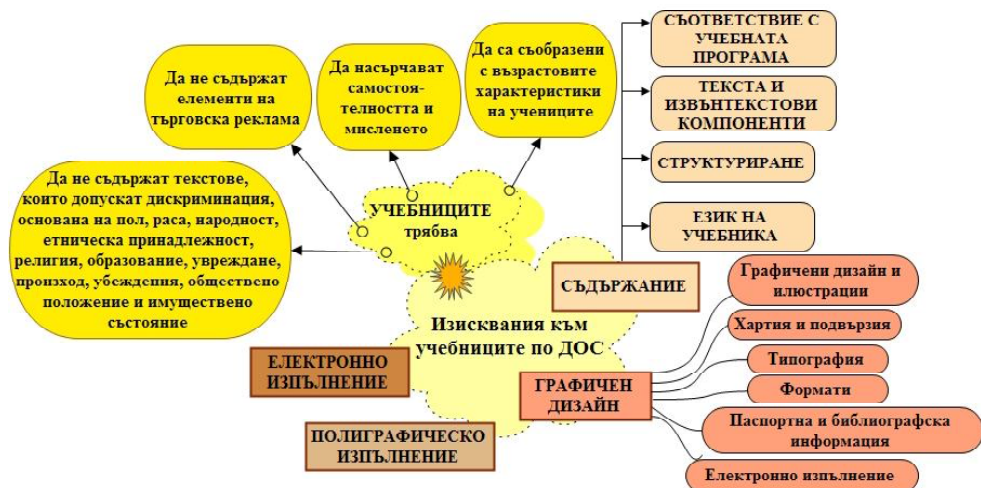 Да не съдържат
елементи на
търговска реклама
Да насърчават
самостоя-
телността и
мисленето
Да са съобразени
с възрастовите
характеристики
на учениците
СЪОТВЕТСТВИЕ С
УЧЕБНАТА
ПРОГРАМА
ТЕКСТА И
ИЗВЪНТЕКСТОВИ
КОМПОНЕНТИ
СТРУКТУРИРАНЕ
ЕЗИК НА
УЧЕБНИКА
Да не съдържат текстове,
които допускат дискриминация,
основана на пол, раса, народност,
етническа принадлежност,
религия, образование, увреждане,
произход, убеждения, обществено
положение и имуществено
състояние
УЧЕБНИЦИТЕ
трябва
СЪДЪРЖАНИЕ
Изисквания към
учебниците по ДОС
ЕЛЕКТРОННО
ИЗПЪЛНЕНИЕ
ПОЛИГРАФИЧЕСКО
ИЗПЪЛНЕНИЕ
ГРАФИЧЕН
ДИЗАЙН
Графичени дизайн и
илюстрации
Хартия и подвързия
Типография
Формати
Паспортна и библиографска
информация
Електронно изпълнение